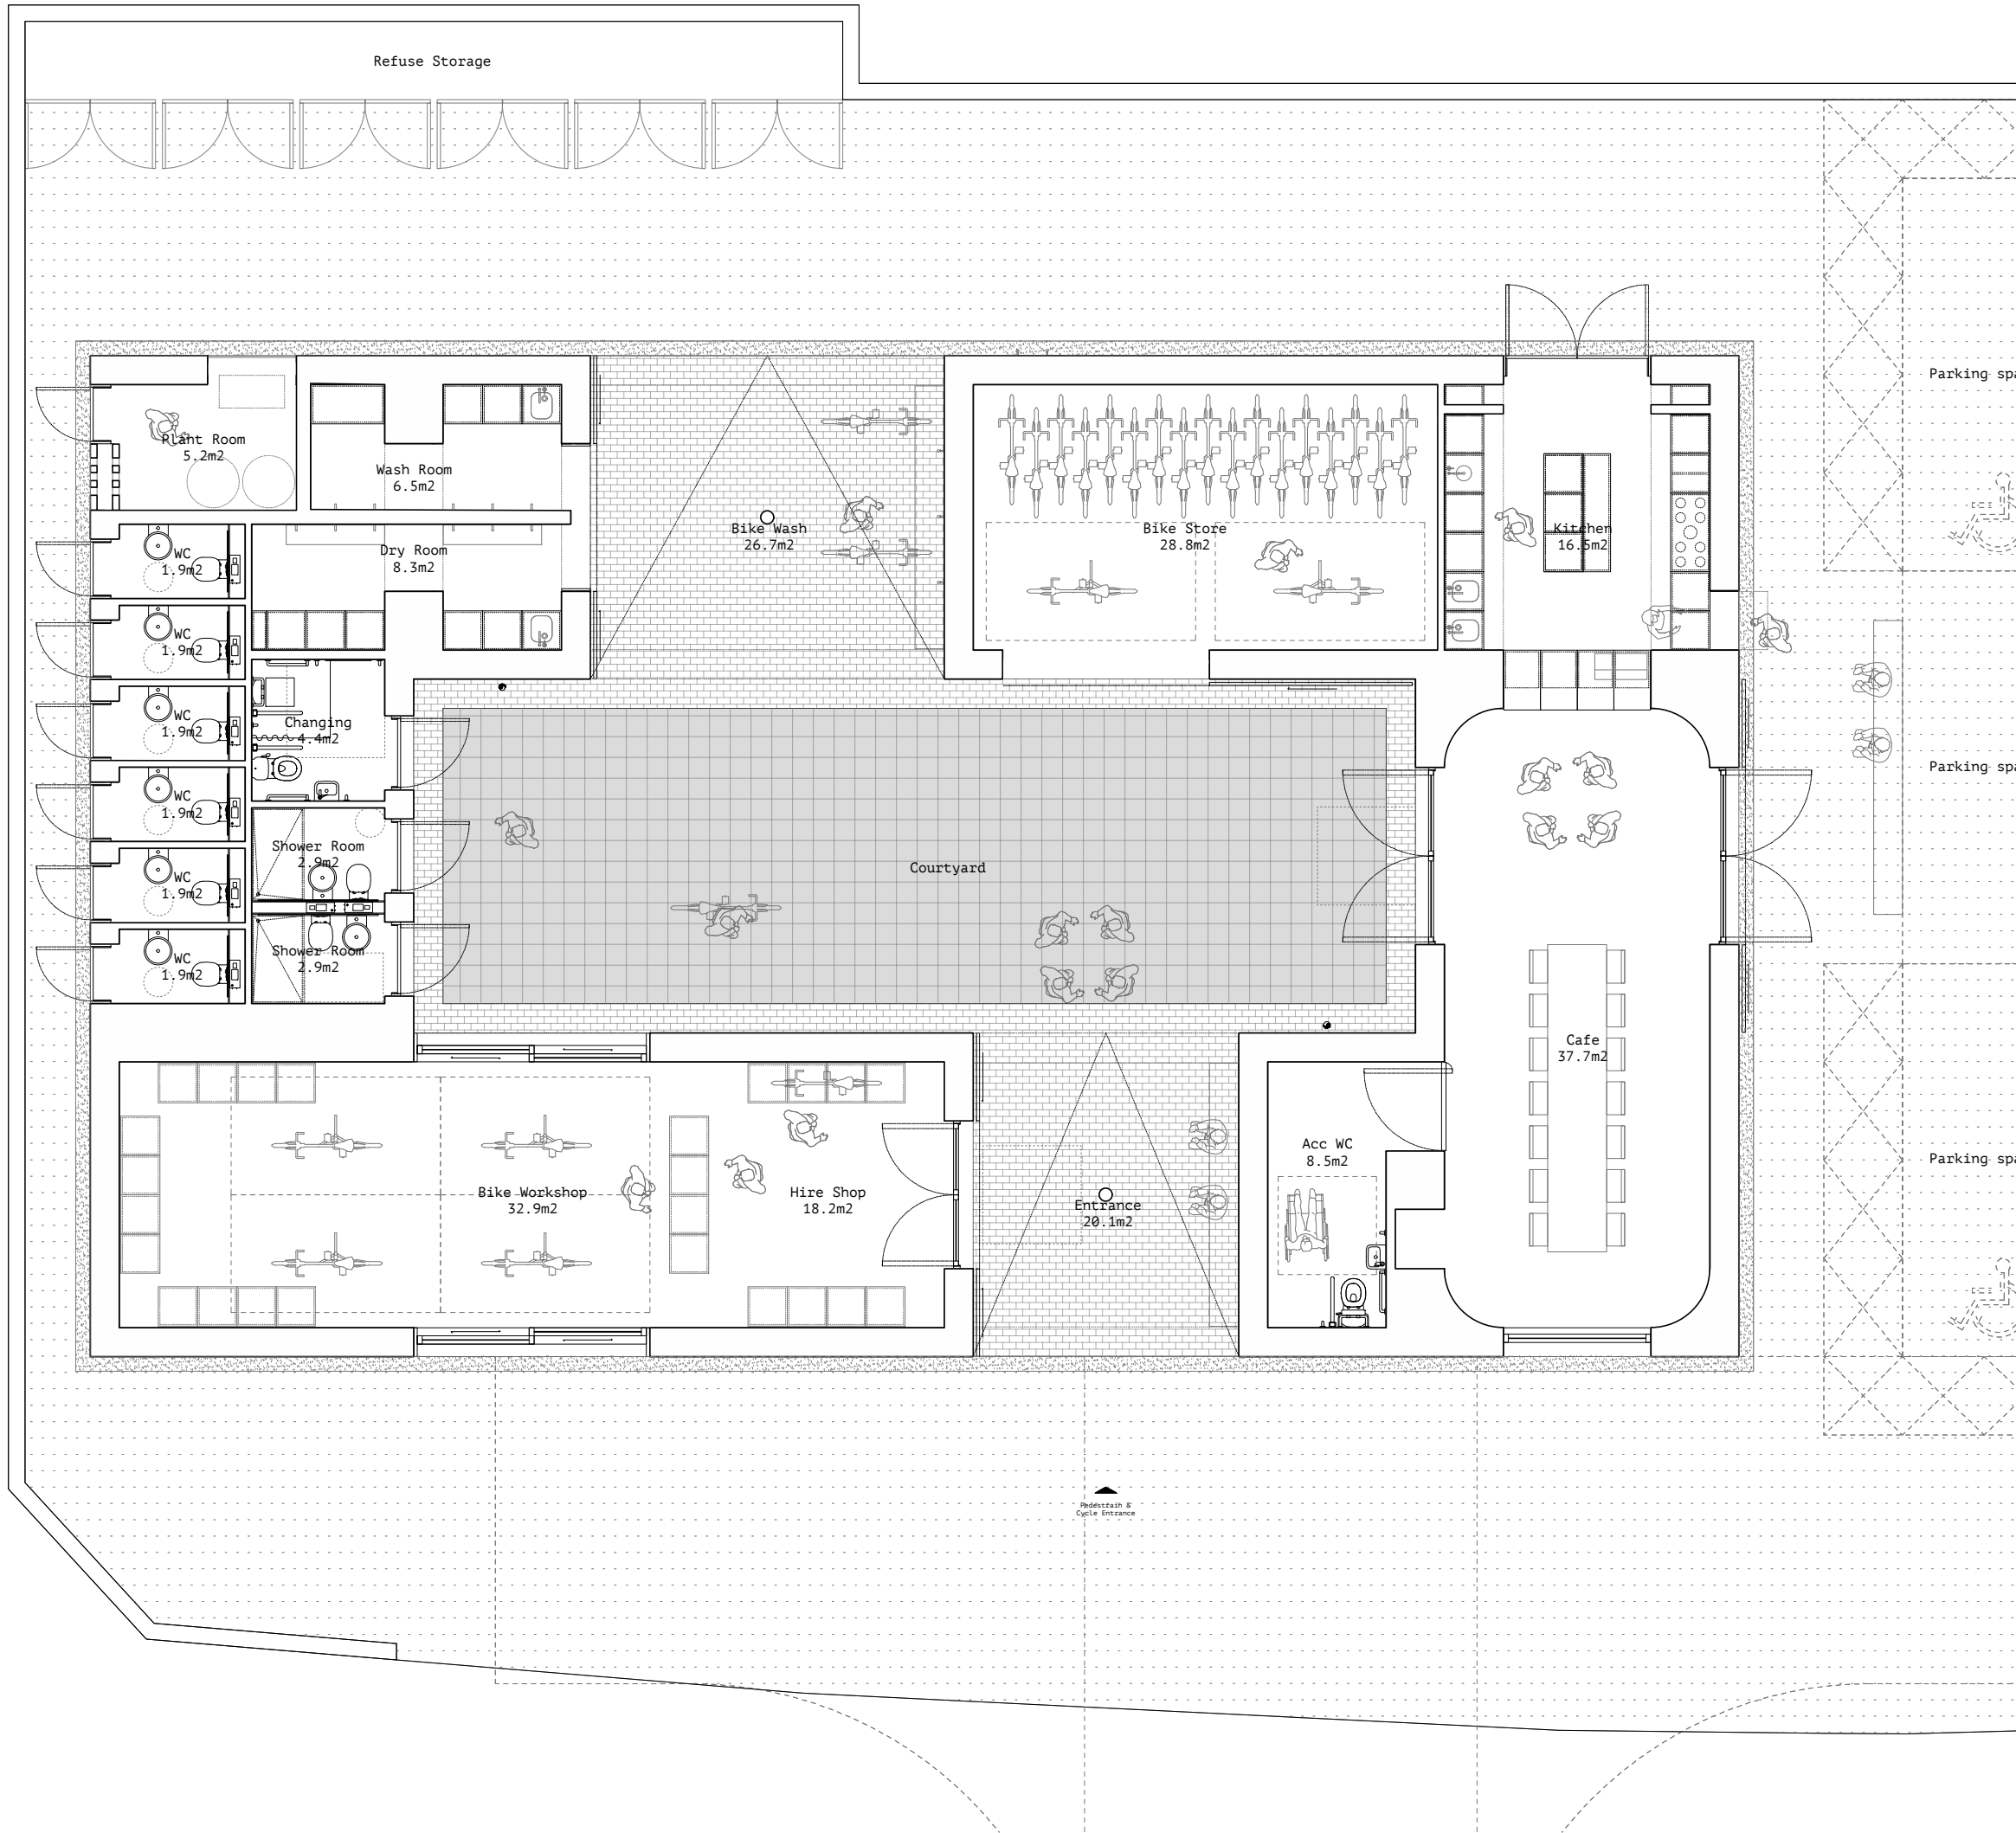 Refuse Storage
Parking spa
Plant Room
5.2m2
Wash Room
6.5m2
Bike Wash
26.7m2
Bike Store
28.8m2
Kitchen
16.5m2
Dry Room
8.3m2
WC
1.9m2
WC
1.9m2
WC
1.9m2
Changing
4.4m2
Parking spa
WC
1.9m2
Shower Room
2.9m2
Courtyard
WC
1.9m2
WC
1.9m2
Shower Room
2.9m2
Cafe
37.7m2
Acc WC
8.5m2
Parking spa
Bike Workshop
32.9m2
Hire Shop
18.2m2
Entrance
20.1m2
Pedestrain &
Cycle Entrance